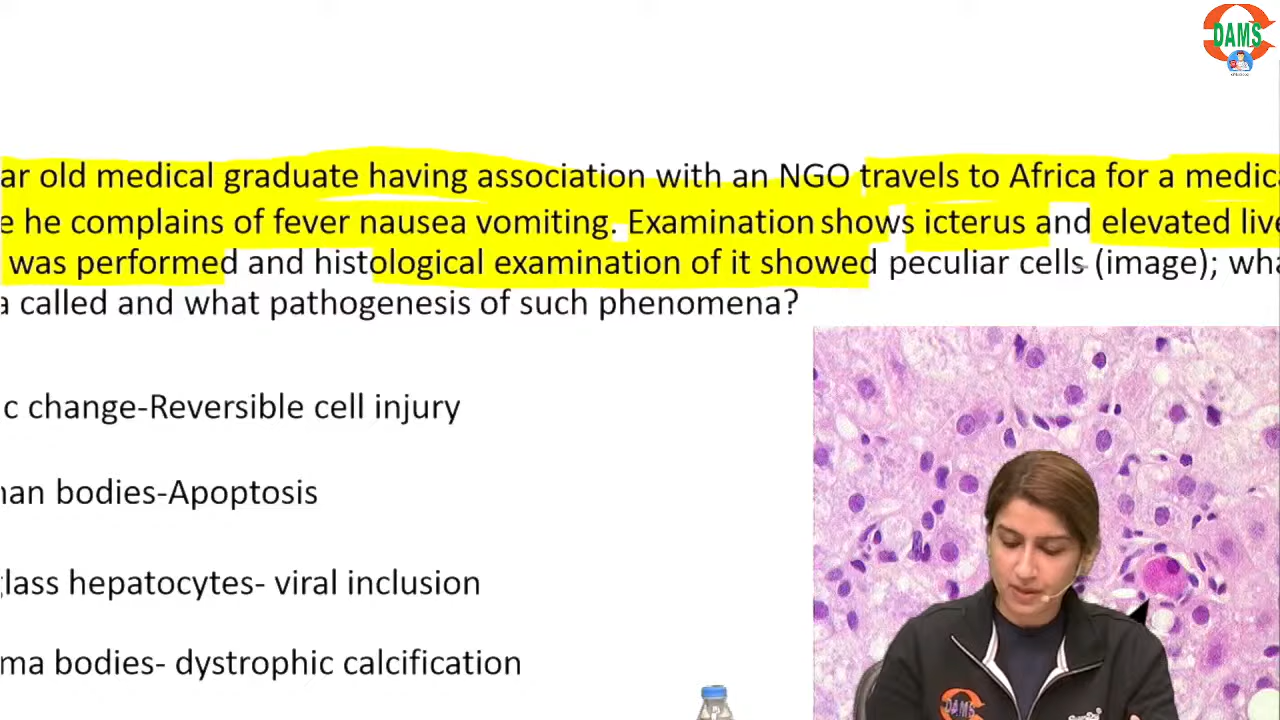 DAMS
ar old medical graduate having association with an NGO travels to Africa for a medic
e he complains of fever nausea vomiting. Examination shows icterus and elevated live
was performed and histological examination of it showed peculiar cells (image); wha
a called and what pathogenesis of such phenomena?
c change-Reversible cell injury
nan bodies-Apoptosis
glass hepatocytes- viral inclusion
ma bodies- dystrophic calcification
DAMS